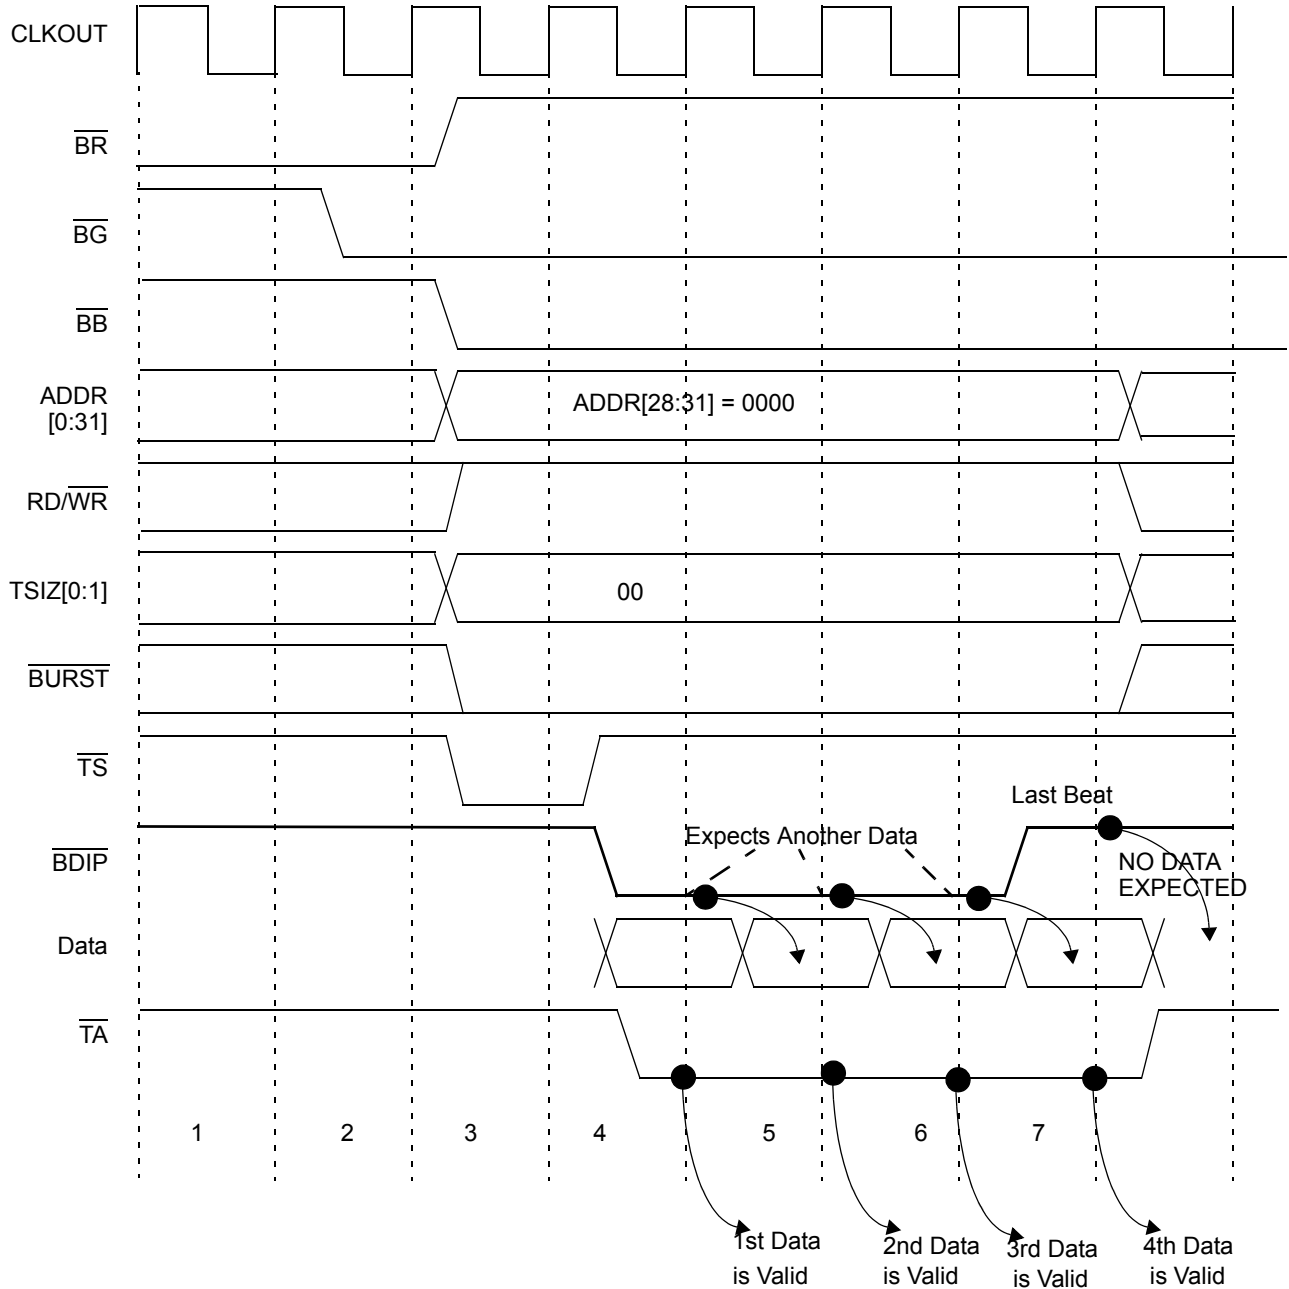 CLKOUT
BR
BG
BB
ADDR
[0:31]
ADDR[28:31] = 0000
RD/WR
TSIZ[0:1]
00
BURST
TS
Last Beat
Expects Another Data
BDIP
NO DATA
EXPECTED
Data
TA
1 2 3 4 5 6 7
1st Data
is Valid
2nd Data
is Valid
3rd Data
is Valid
4th Data
is Valid